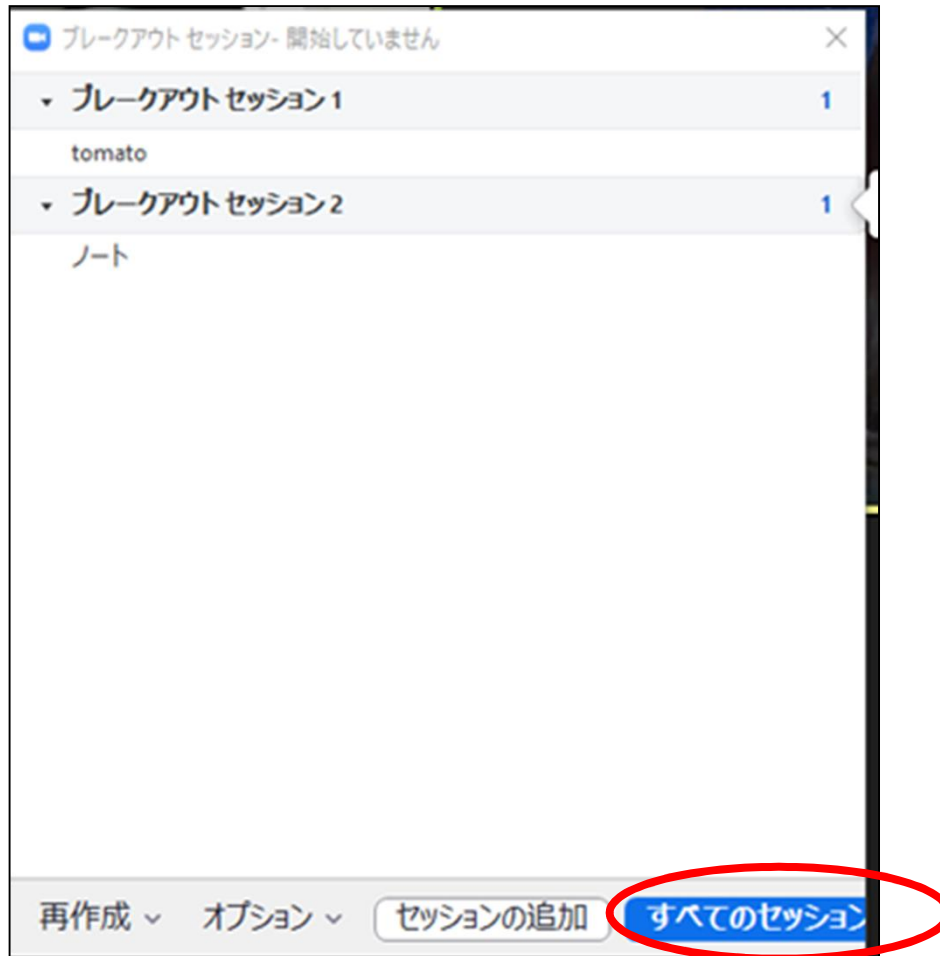 ブレークアウト セッション- 開始していません
ブレークアウト セッション 1 1
tomato
ブレークアウト セッション 2 1
ノート
再作成 オプション セッションの追加 すべてのセッション